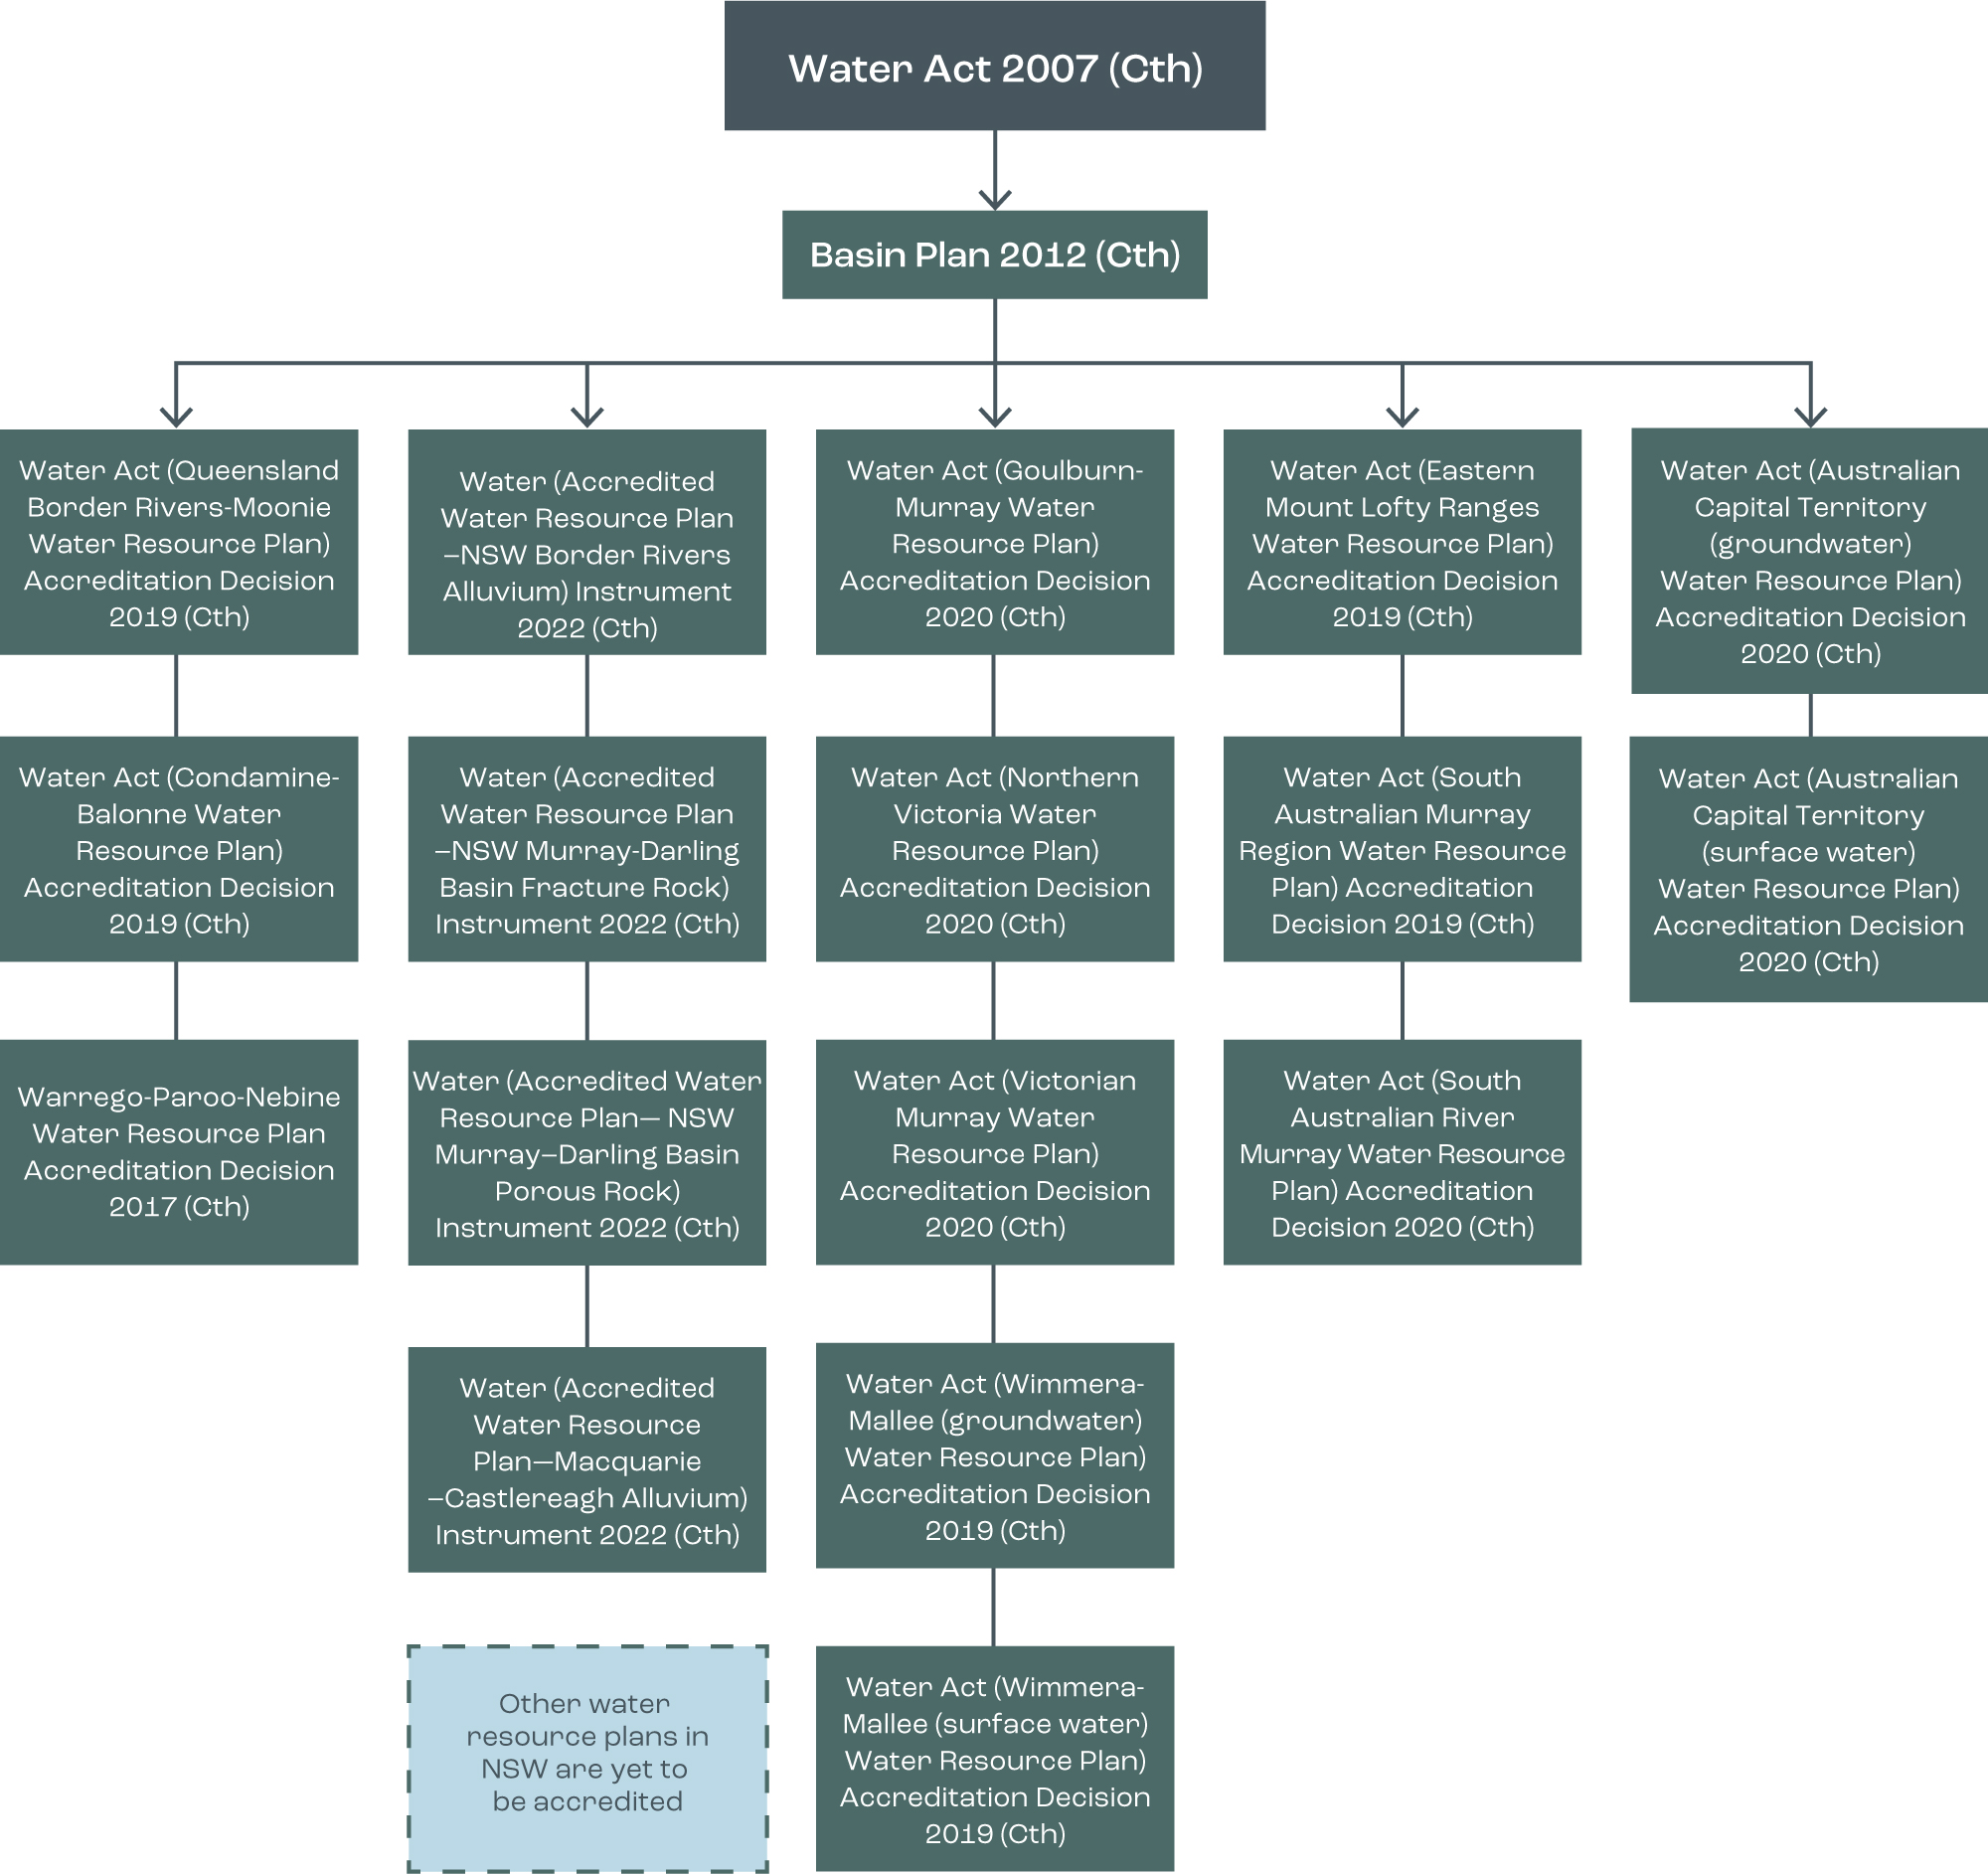 Water Act 2007 (Cth)
Basin Plan 2012 (Cth)
Water Act (Queensland
Border Rivers-Moonie
Water Resource Plan)
Accreditation Decision
2019 (Cth)
Water Act (Condamine-
Balonne Water
Resource Plan)
Accreditation Decision
2019 (Cth)
Warrego-Paroo-Nebine
Water Resource Plan
Accreditation Decision
2017 (Cth)
Water (Accredited
Water Resource Plan
–NSW Border Rivers
Alluvium) Instrument
2022 (Cth)
Water (Accredited
Water Resource Plan
–NSW Murray-Darling
Basin Fracture Rock)
Instrument 2022 (Cth)
Water (Accredited Water
Resource Plan— NSW
Murray–Darling Basin
Porous Rock)
Instrument 2022 (Cth)
Water (Accredited
Water Resource
Plan—Macquarie
–Castlereagh Alluvium)
Instrument 2022 (Cth)
Other water
resource plans in
NSW are yet to
be accredited
Water Act (Goulburn-
Murray Water
Resource Plan)
Accreditation Decision
2020 (Cth)
Water Act (Northern
Victoria Water
Resource Plan)
Accreditation Decision
2020 (Cth)
Water Act (Victorian
Murray Water
Resource Plan)
Accreditation Decision
2020 (Cth)
Water Act (Wimmera-
Mallee (groundwater)
Water Resource Plan)
Accreditation Decision
2019 (Cth)
Water Act (Wimmera-
Mallee (surface water)
Water Resource Plan)
Accreditation Decision
2019 (Cth)
Water Act (Eastern
Mount Lofty Ranges
Water Resource Plan)
Accreditation Decision
2019 (Cth)
Water Act (South
Australian Murray
Region Water Resource
Plan) Accreditation
Decision 2019 (Cth)
Water Act (South
Australian River
Murray Water Resource
Plan) Accreditation
Decision 2020 (Cth)
Water Act (Australian
Capital Territory
(groundwater)
Water Resource Plan)
Accreditation Decision
2020 (Cth)
Water Act (Australian
Capital Territory
(surface water)
Water Resource Plan)
Accreditation Decision
2020 (Cth)